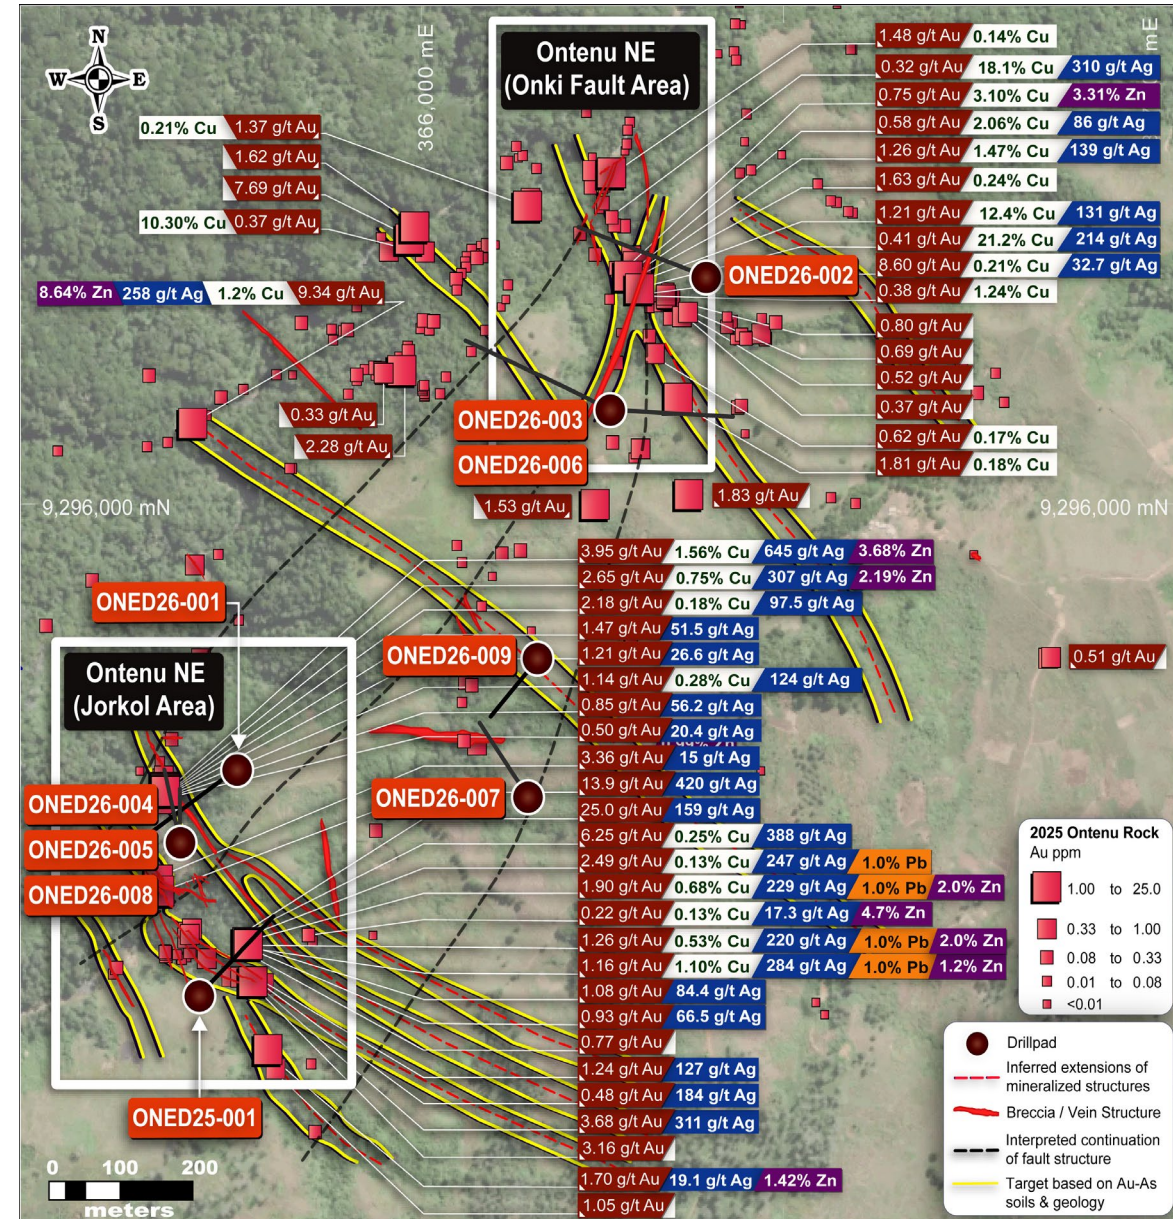 N
W E
S
366,000 mE
mE
Ontenu NE
(Onki Fault Area)
1.48 g/t Au 0.14% Cu
0.32 g/t Au 18.1% Cu 310 g/t Ag
0.75 g/t Au 3.10% Cu 3.31% Zn
0.58 g/t Au 2.06% Cu 86 g/t Ag
1.26 g/t Au 1.47% Cu 139 g/t Ag
1.63 g/t Au 0.24% Cu
1.21 g/t Au 12.4% Cu 131 g/t Ag
0.41 g/t Au 21.2% Cu 214 g/t Ag
8.60 g/t Au 0.21% Cu 32.7 g/t Ag
0.38 g/t Au 1.24% Cu
0.80 g/t Au
0.69 g/t Au
0.52 g/t Au
0.37 g/t Au
0.62 g/t Au 0.17% Cu
1.81 g/t Au 0.18% Cu
0.21% Cu 1.37 g/t Au
1.62 g/t Au
7.69 g/t Au
10.30% Cu 0.37 g/t Au
8.64% Zn 258 g/t Ag 1.2% Cu 9.34 g/t Au
0.33 g/t Au
2.28 g/t Au
ONED26-002
ONED26-003
ONED26-006
1.53 g/t Au
1.83 g/t Au
9,296,000 mN
9,296,000 mN
0.51 g/t Au
ONED26-001
ONED26-009
ONED26-007
Ontenu NE
(Jorkol Area)
ONED26-004
ONED26-005
ONED26-008
ONED25-001
3.95 g/t Au 1.56% Cu 645 g/t Ag 3.68% Zn
2.65 g/t Au 0.75% Cu 307 g/t Ag 2.19% Zn
2.18 g/t Au 0.18% Cu 97.5 g/t Ag
1.47 g/t Au 51.5 g/t Ag
1.21 g/t Au 26.6 g/t Ag
1.14 g/t Au 0.28% Cu 124 g/t Ag
0.85 g/t Au 56.2 g/t Ag
0.50 g/t Au 20.4 g/t Ag
3.36 g/t Au 15 g/t Ag
13.9 g/t Au 420 g/t Ag
25.0 g/t Au 159 g/t Ag
6.25 g/t Au 0.25% Cu 388 g/t Ag
2.49 g/t Au 0.13% Cu 247 g/t Ag 1.0% Pb
1.90 g/t Au 0.68% Cu 229 g/t Ag 1.0% Pb 2.0% Zn
0.22 g/t Au 0.13% Cu 17.3 g/t Ag 4.7% Zn
1.26 g/t Au 0.53% Cu 220 g/t Ag 1.0% Pb 2.0% Zn
1.16 g/t Au 1.10% Cu 284 g/t Ag 1.0% Pb 1.2% Zn
1.08 g/t Au 84.4 g/t Ag
0.93 g/t Au 66.5 g/t Ag
0.77 g/t Au
1.24 g/t Au 127 g/t Ag
0.48 g/t Au 184 g/t Ag
3.68 g/t Au 311 g/t Ag
3.16 g/t Au
1.70 g/t Au 19.1 g/t Ag 1.42% Zn
1.05 g/t Au
2025 Ontenu Rock
Au ppm
1.00 to 25.0
0.33 to 1.00
0.08 to 0.33
0.01 to 0.08
<0.01
Drillpad
Inferred extensions of
mineralized structures
Breccia / Vein Structure
Interpreted continuation
of fault structure
Target based on Au-As
soils & geology
0 100 200
meters